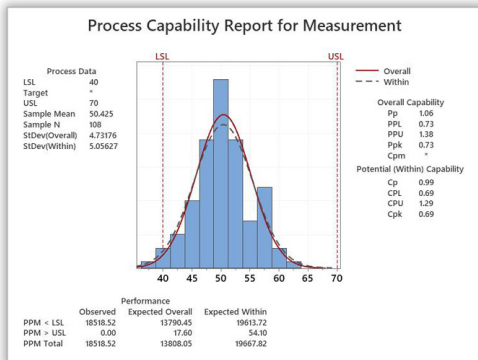 Process Capability Report for Measurement
LSL USL
Process Data
LSL 40
Target *
USL 70
Sample Mean 50.425
Sample N 108
StDev(Overall) 4.73176
StDev(Within) 5.05627
Overall
Within
Overall Capability
Pp 1.06
PPL 0.73
PPU 1.38
Ppk 0.73
Cpm *
Potential (Within) Capability
Cp 0.99
CPL 0.69
CPU 1.29
Cpk 0.69
40 45 50 55 60 65 70
Performance
Observed Expected Overall Expected Within
PPM < LSL 18518.52 13790.45 19613.72
PPM > USL 0.00 17.60 54.10
PPM Total 18518.52 13808.05 19667.82